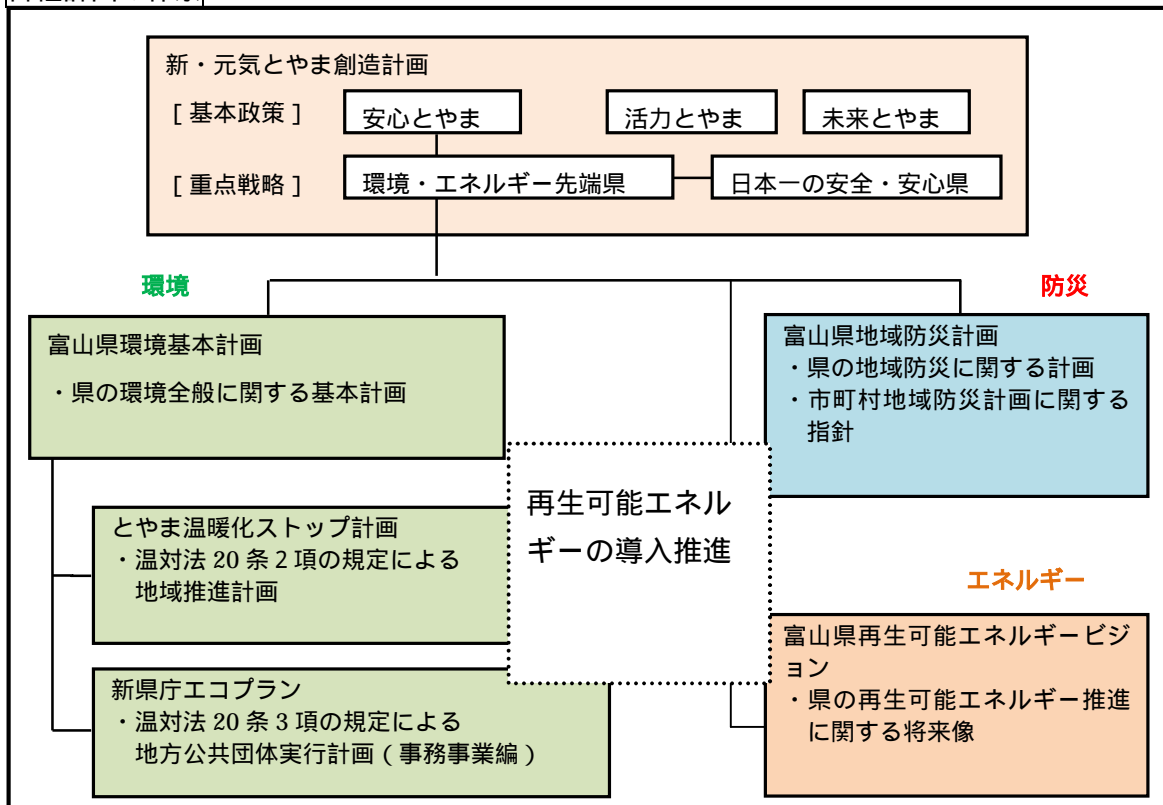 新・元気とやま創造計画
[ 基本政策 ] 安心とやま 活力とやま 未来とやま
[ 重点戦略 ] 環境・エネルギー先端県 日本一の安全・安心県
環境
防災
富山県環境基本計画
・県の環境全般に関する基本計画
富山県地域防災計画
・県の地域防災に関する計画
・市町村地域防災計画に関する
指針
再生可能エネル
ギーの導入推進
とやま温暖化ストップ計画
・温対法 20 条 2 項の規定による
地域推進計画
エネルギー
新県庁エコプラン
・温対法 20 条 3 項の規定による
地方公共団体実行計画（事務事業編）
富山県再生可能エネルギービジ
ョン
・県の再生可能エネルギー推進
に関する将来像